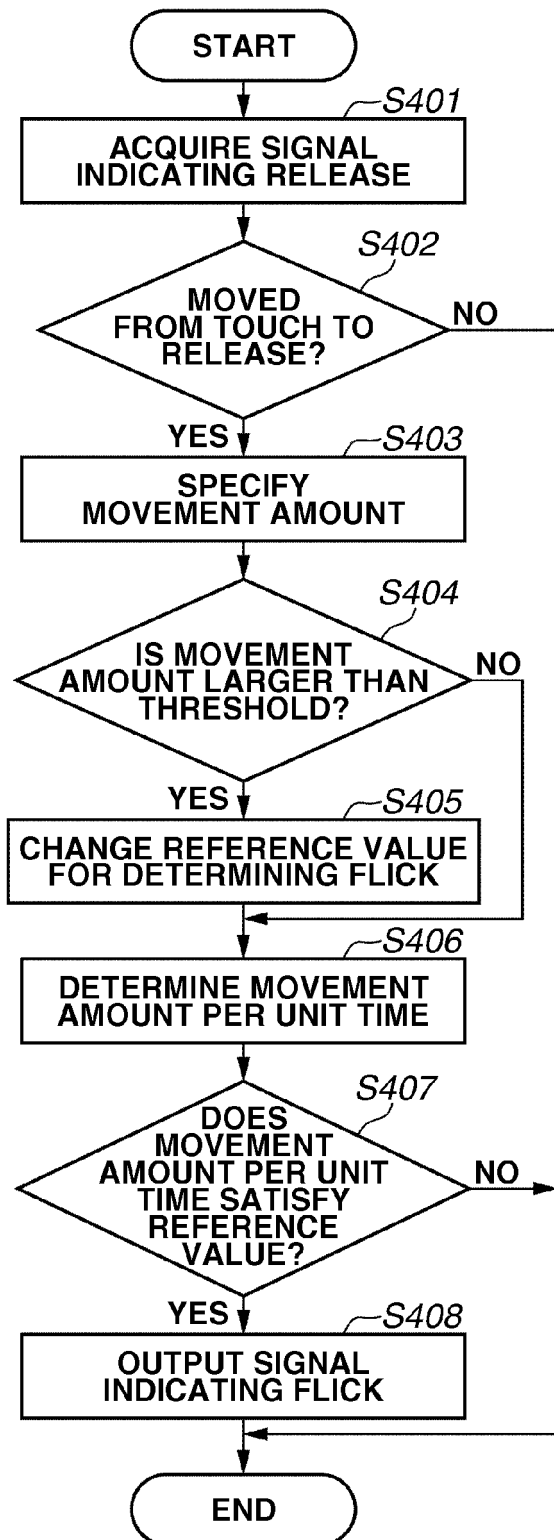 START
S401
ACQUIRE SIGNAL
INDICATING RELEASE
S402
MOVED
FROM TOUCH TO
RELEASE?
NO
YES
S403
SPECIFY
MOVEMENT AMOUNT
S404
IS MOVEMENT
AMOUNT LARGER THAN
THRESHOLD?
NO
YES
S405
CHANGE REFERENCE VALUE
FOR DETERMINING FLICK
S406
DETERMINE MOVEMENT
AMOUNT PER UNIT TIME
S407
DOES
MOVEMENT
AMOUNT PER UNIT
TIME SATISFY
REFERENCE
VALUE?
NO
YES
S408
OUTPUT SIGNAL
INDICATING FLICK
END